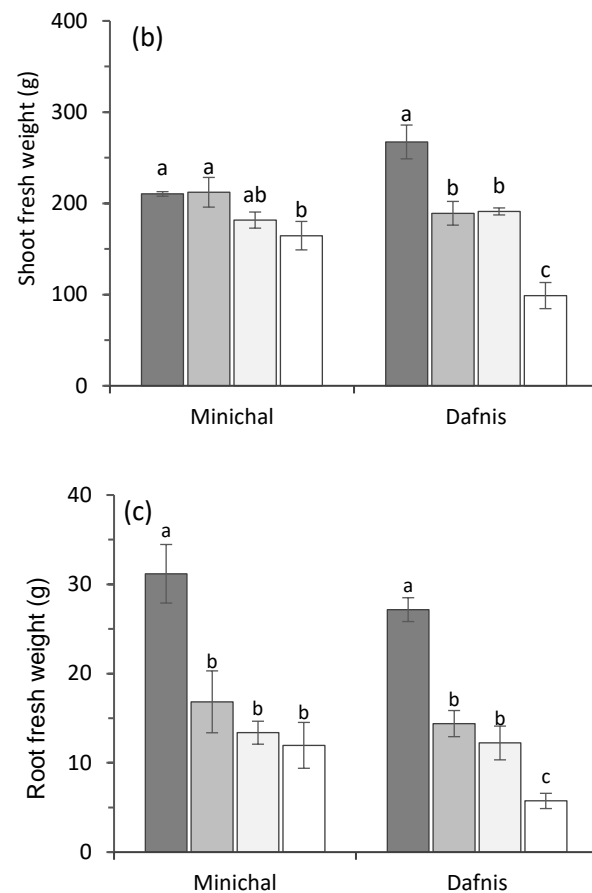 (b)
Shoot fresh weight (g)
400
300
200
100
0
a
a
ab
b
a
b
b
c
Minichal
Dafnis
(c)
Root fresh weight (g)
40
30
20
10
0
a
b
b
b
a
b
b
c
Minichal
Dafnis